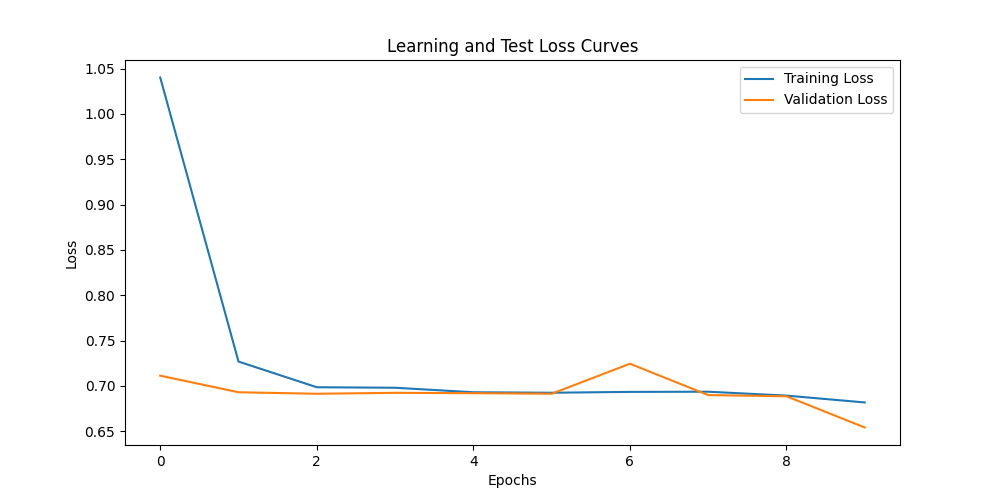 Learning and Test Loss Curves
Training Loss
Validation Loss
1.05
1.00
0.95
0.90
0.85
0.80
0.75
0.70
0.65
Loss
0 2 4 6 8
Epochs